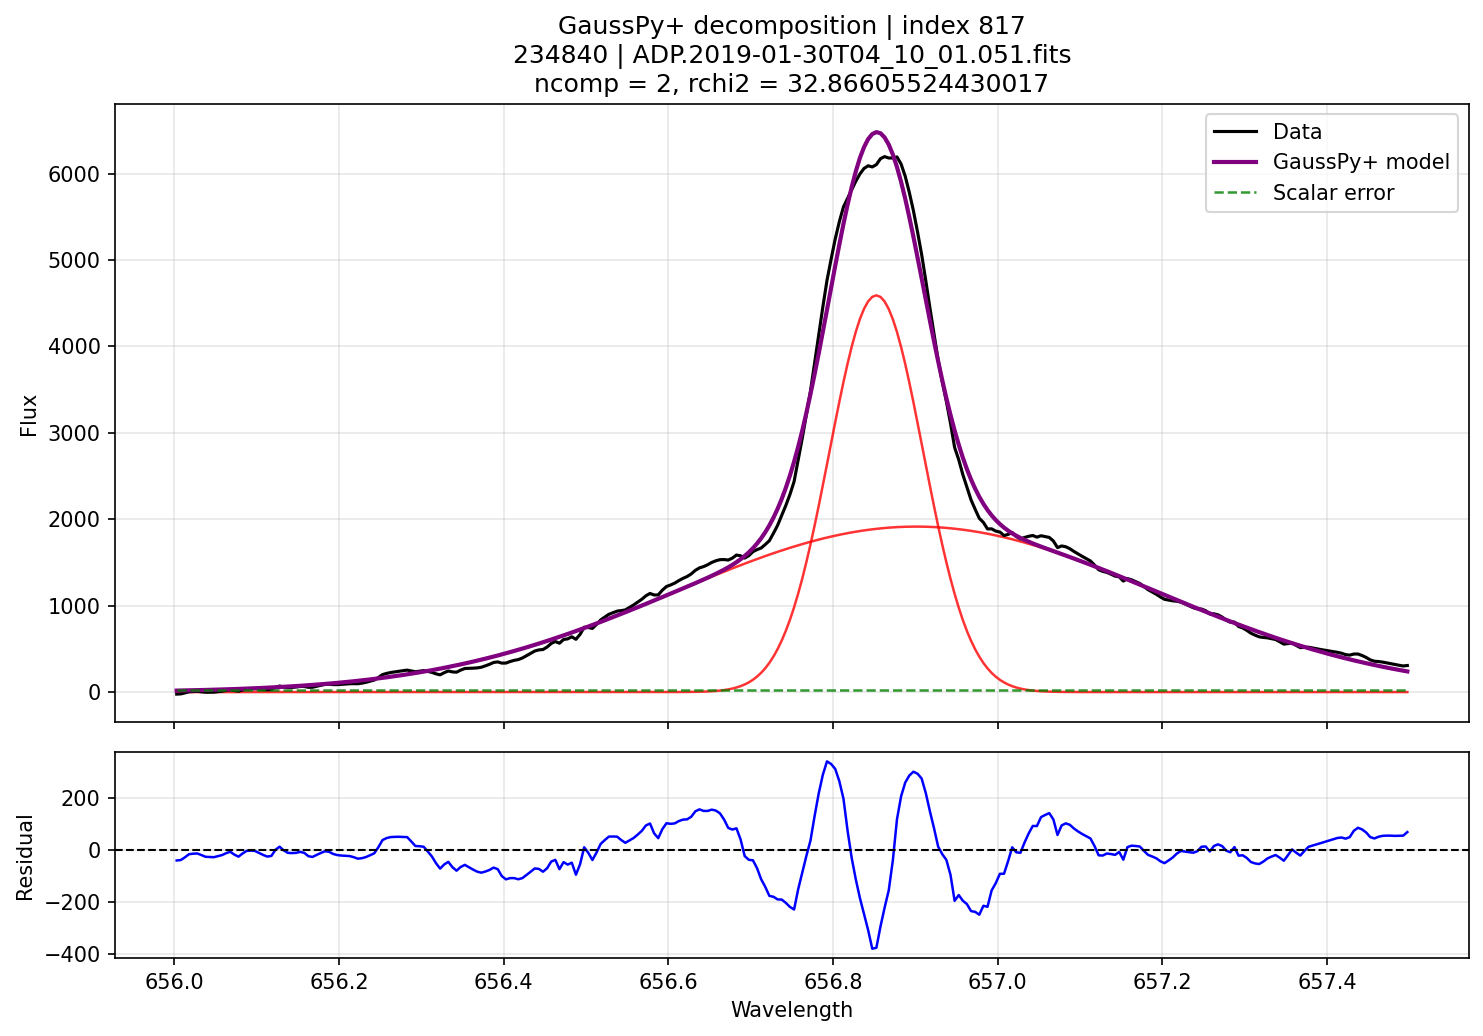 GaussPy+ decomposition | index 817
234840 | ADP.2019-01-30T04_10_01.051.fits
ncomp = 2, rchi2 = 32.86605524430017
Data
GaussPy+ model
Scalar error
Flux
6000
5000
4000
3000
2000
1000
0
Residual
200
0
−200
−400
656.0 656.2 656.4 656.6 656.8 657.0 657.2 657.4
Wavelength